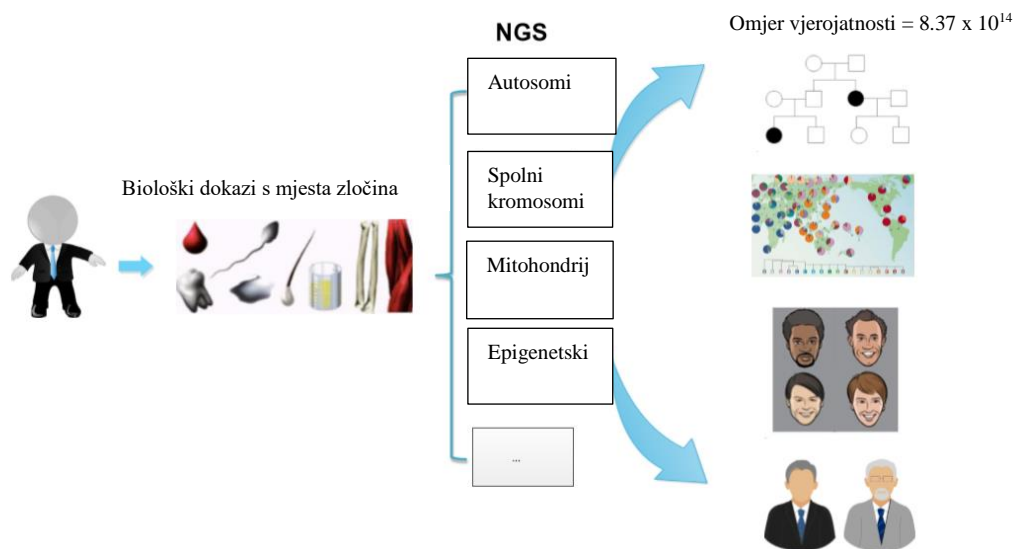 Biološki dokazi s mjesta zločina
NGS
Autosomi
Spolni
kromosomi
Mitohondrij
Epigenetski
...
Omjer vjerojatnosti = 8.37 x 10¹⁴